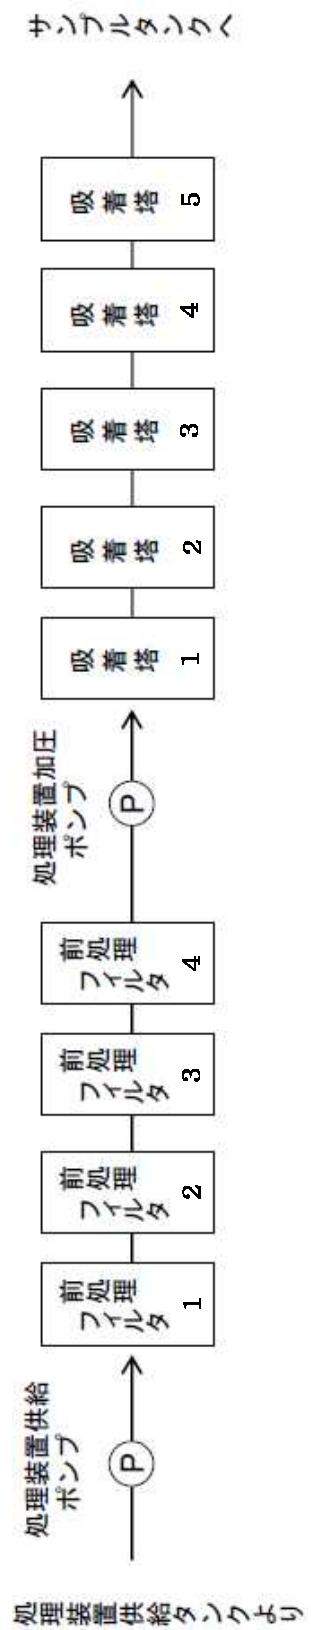 処理装置供給タンクより
処理装置供給
ポンプ
P
前処理
フィルタ
1
前処理
フィルタ
2
前処理
フィルタ
3
前処理
フィルタ
4
処理装置加圧
ポンプ
P
吸着塔
1
吸着塔
2
吸着塔
3
吸着塔
4
吸着塔
5
サンプルタンクへ